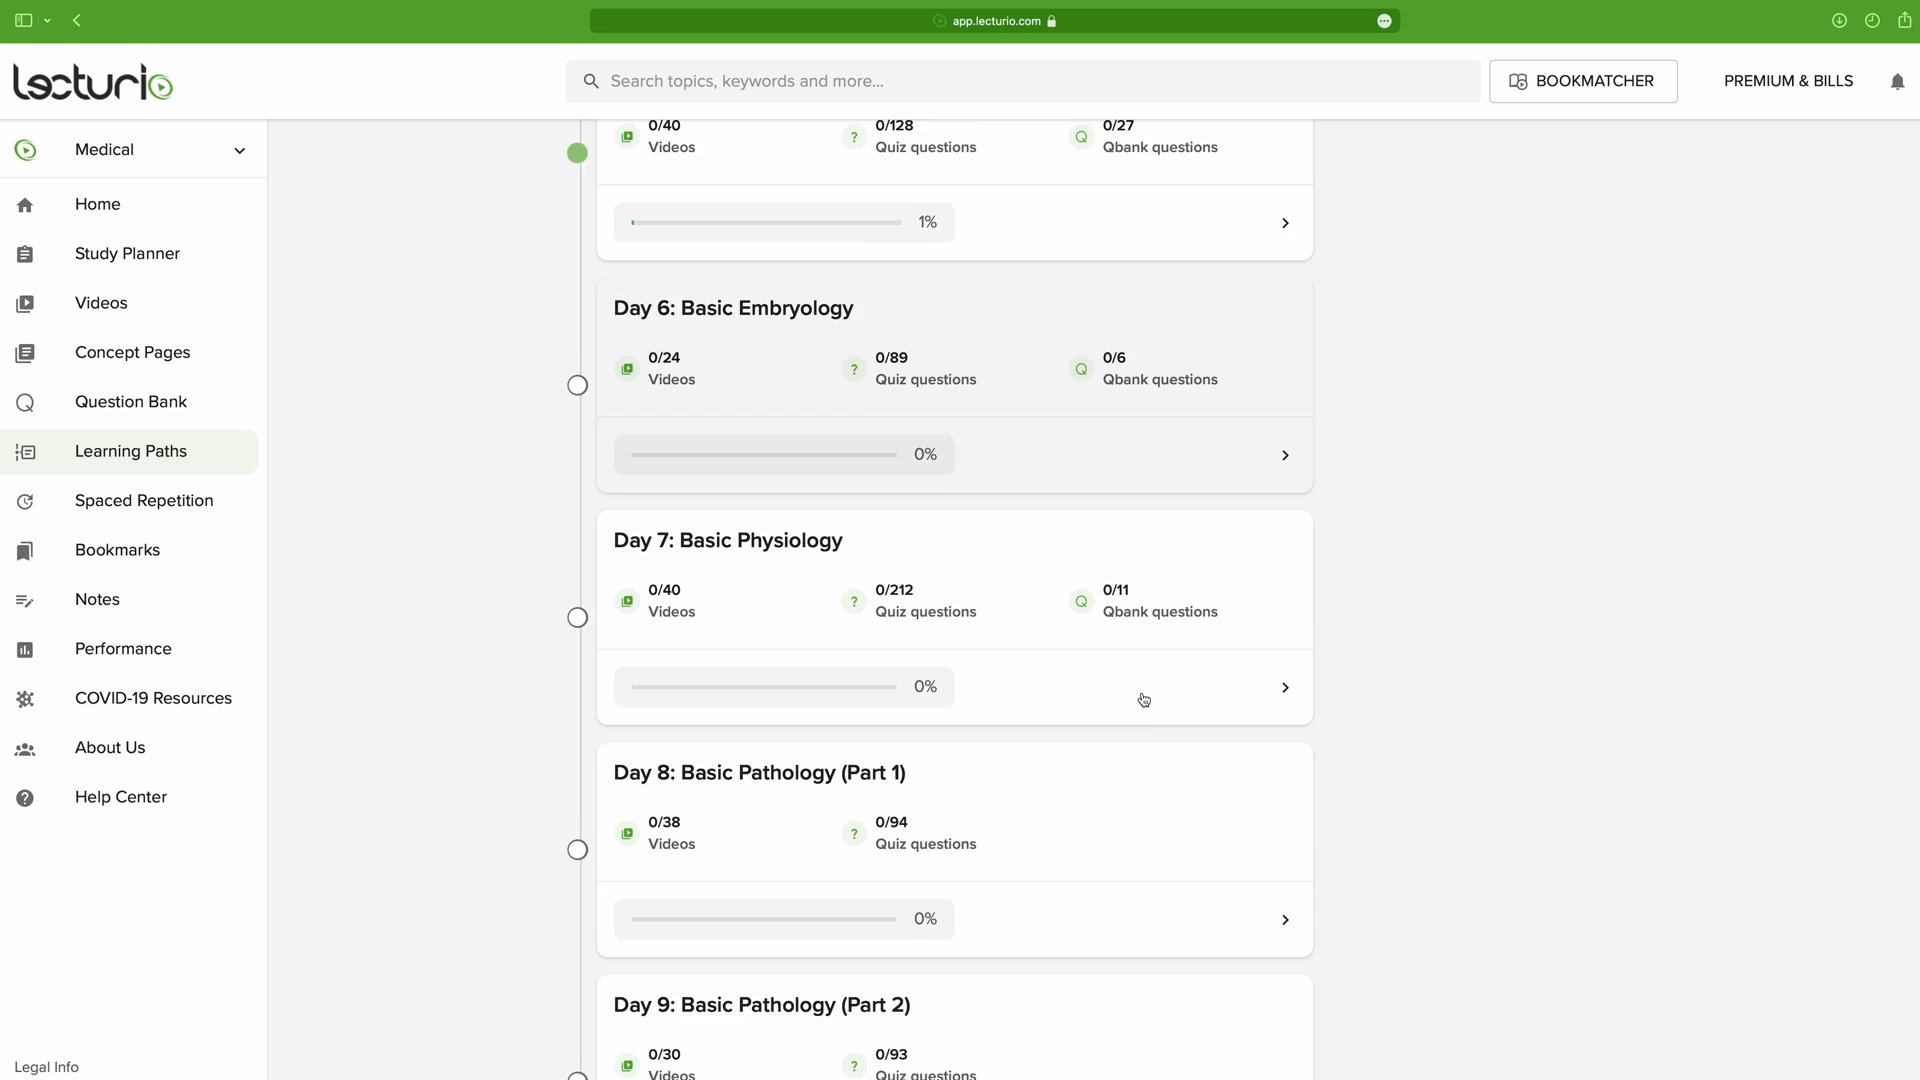 app.lecturio.com
lecturio
Search topics, keywords and more...
BOOKMATCHER
PREMIUM & BILLS
Medical
Home
Study Planner
Videos
Concept Pages
Question Bank
Learning Paths
Spaced Repetition
Bookmarks
Notes
Performance
COVID-19 Resources
About Us
Help Center
Legal Info
0/40
Videos
0/128
Quiz questions
0/27
Qbank questions
1%
Day 6: Basic Embryology
0/24
Videos
0/89
Quiz questions
0/6
Qbank questions
0%
Day 7: Basic Physiology
0/40
Videos
0/212
Quiz questions
0/11
Qbank questions
0%
Day 8: Basic Pathology (Part 1)
0/38
Videos
0/94
Quiz questions
0%
Day 9: Basic Pathology (Part 2)
0/30
Videos
0/93
Quiz questions